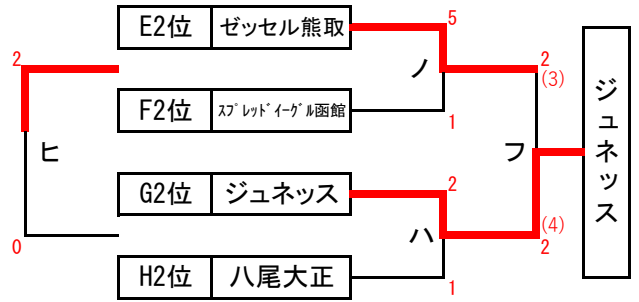 E2位 ゼッセル熊取 5
2 ノ 2
(3)
F2位 スプレッドイーグル函館 1
ヒ フ ジュネッス
G2位 ジュネッス 2
0 ハ (4)
2
H2位 八尾大正 1